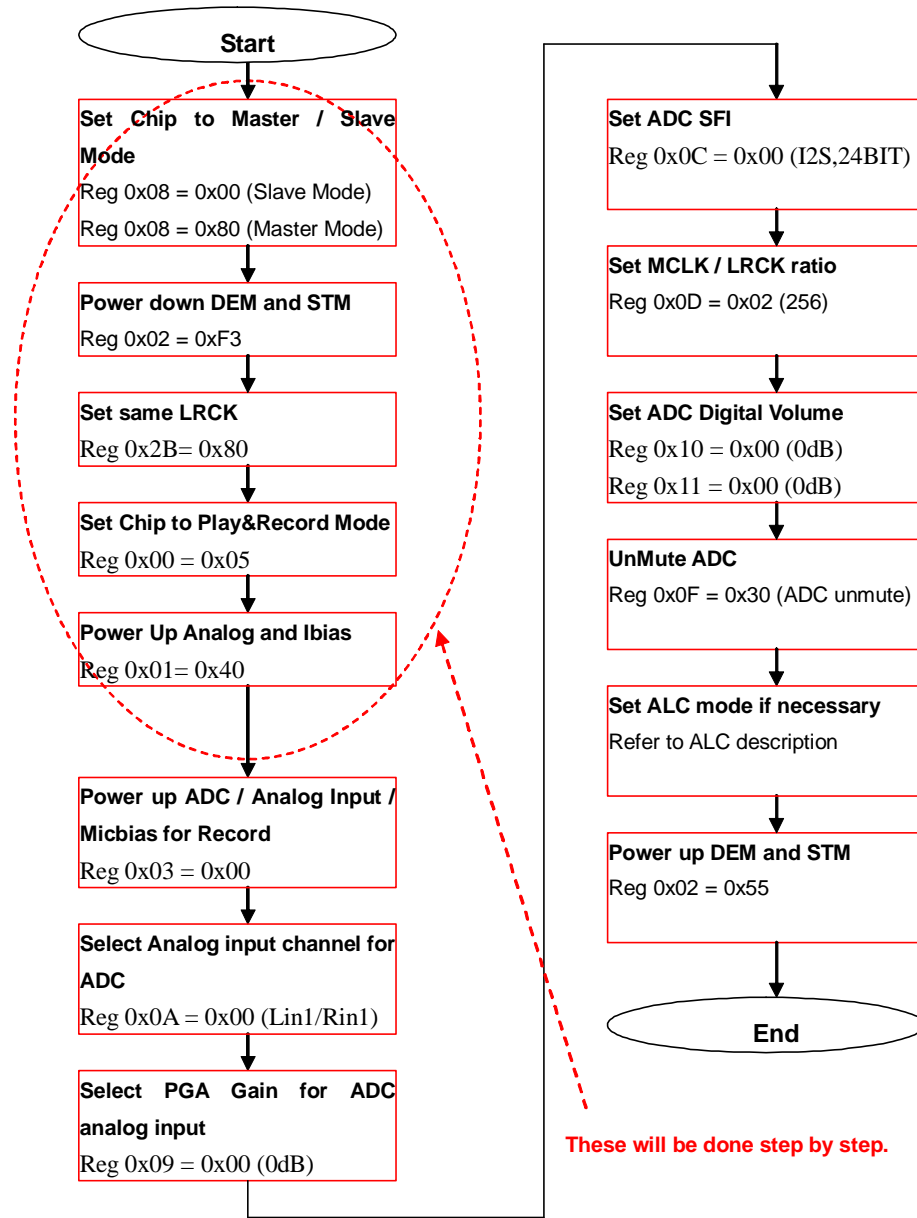 Start
Set Chip to Master / Slave
Mode
Reg 0x08 = 0x00 (Slave Mode)
Reg 0x08 = 0x80 (Master Mode)
Power down DEM and STM
Reg 0x02 = 0xF3
Set same LRCK
Reg 0x2B= 0x80
Set Chip to Play&Record Mode
Reg 0x00 = 0x05
Power Up Analog and Ibias
Reg 0x01= 0x40
Power up ADC / Analog Input /
Micbias for Record
Reg 0x03 = 0x00
Select Analog input channel for
ADC
Reg 0x0A = 0x00 (Lin1/Rin1)
Select PGA Gain for ADC
analog input
Reg 0x09 = 0x00 (0dB)
Set ADC SFI
Reg 0x0C = 0x00 (I2S,24BIT)
Set MCLK / LRCK ratio
Reg 0x0D = 0x02 (256)
Set ADC Digital Volume
Reg 0x10 = 0x00 (0dB)
Reg 0x11 = 0x00 (0dB)
UnMute ADC
Reg 0x0F = 0x30 (ADC unmute)
Set ALC mode if necessary
Refer to ALC description
Power up DEM and STM
Reg 0x02 = 0x55
End
These will be done step by step.